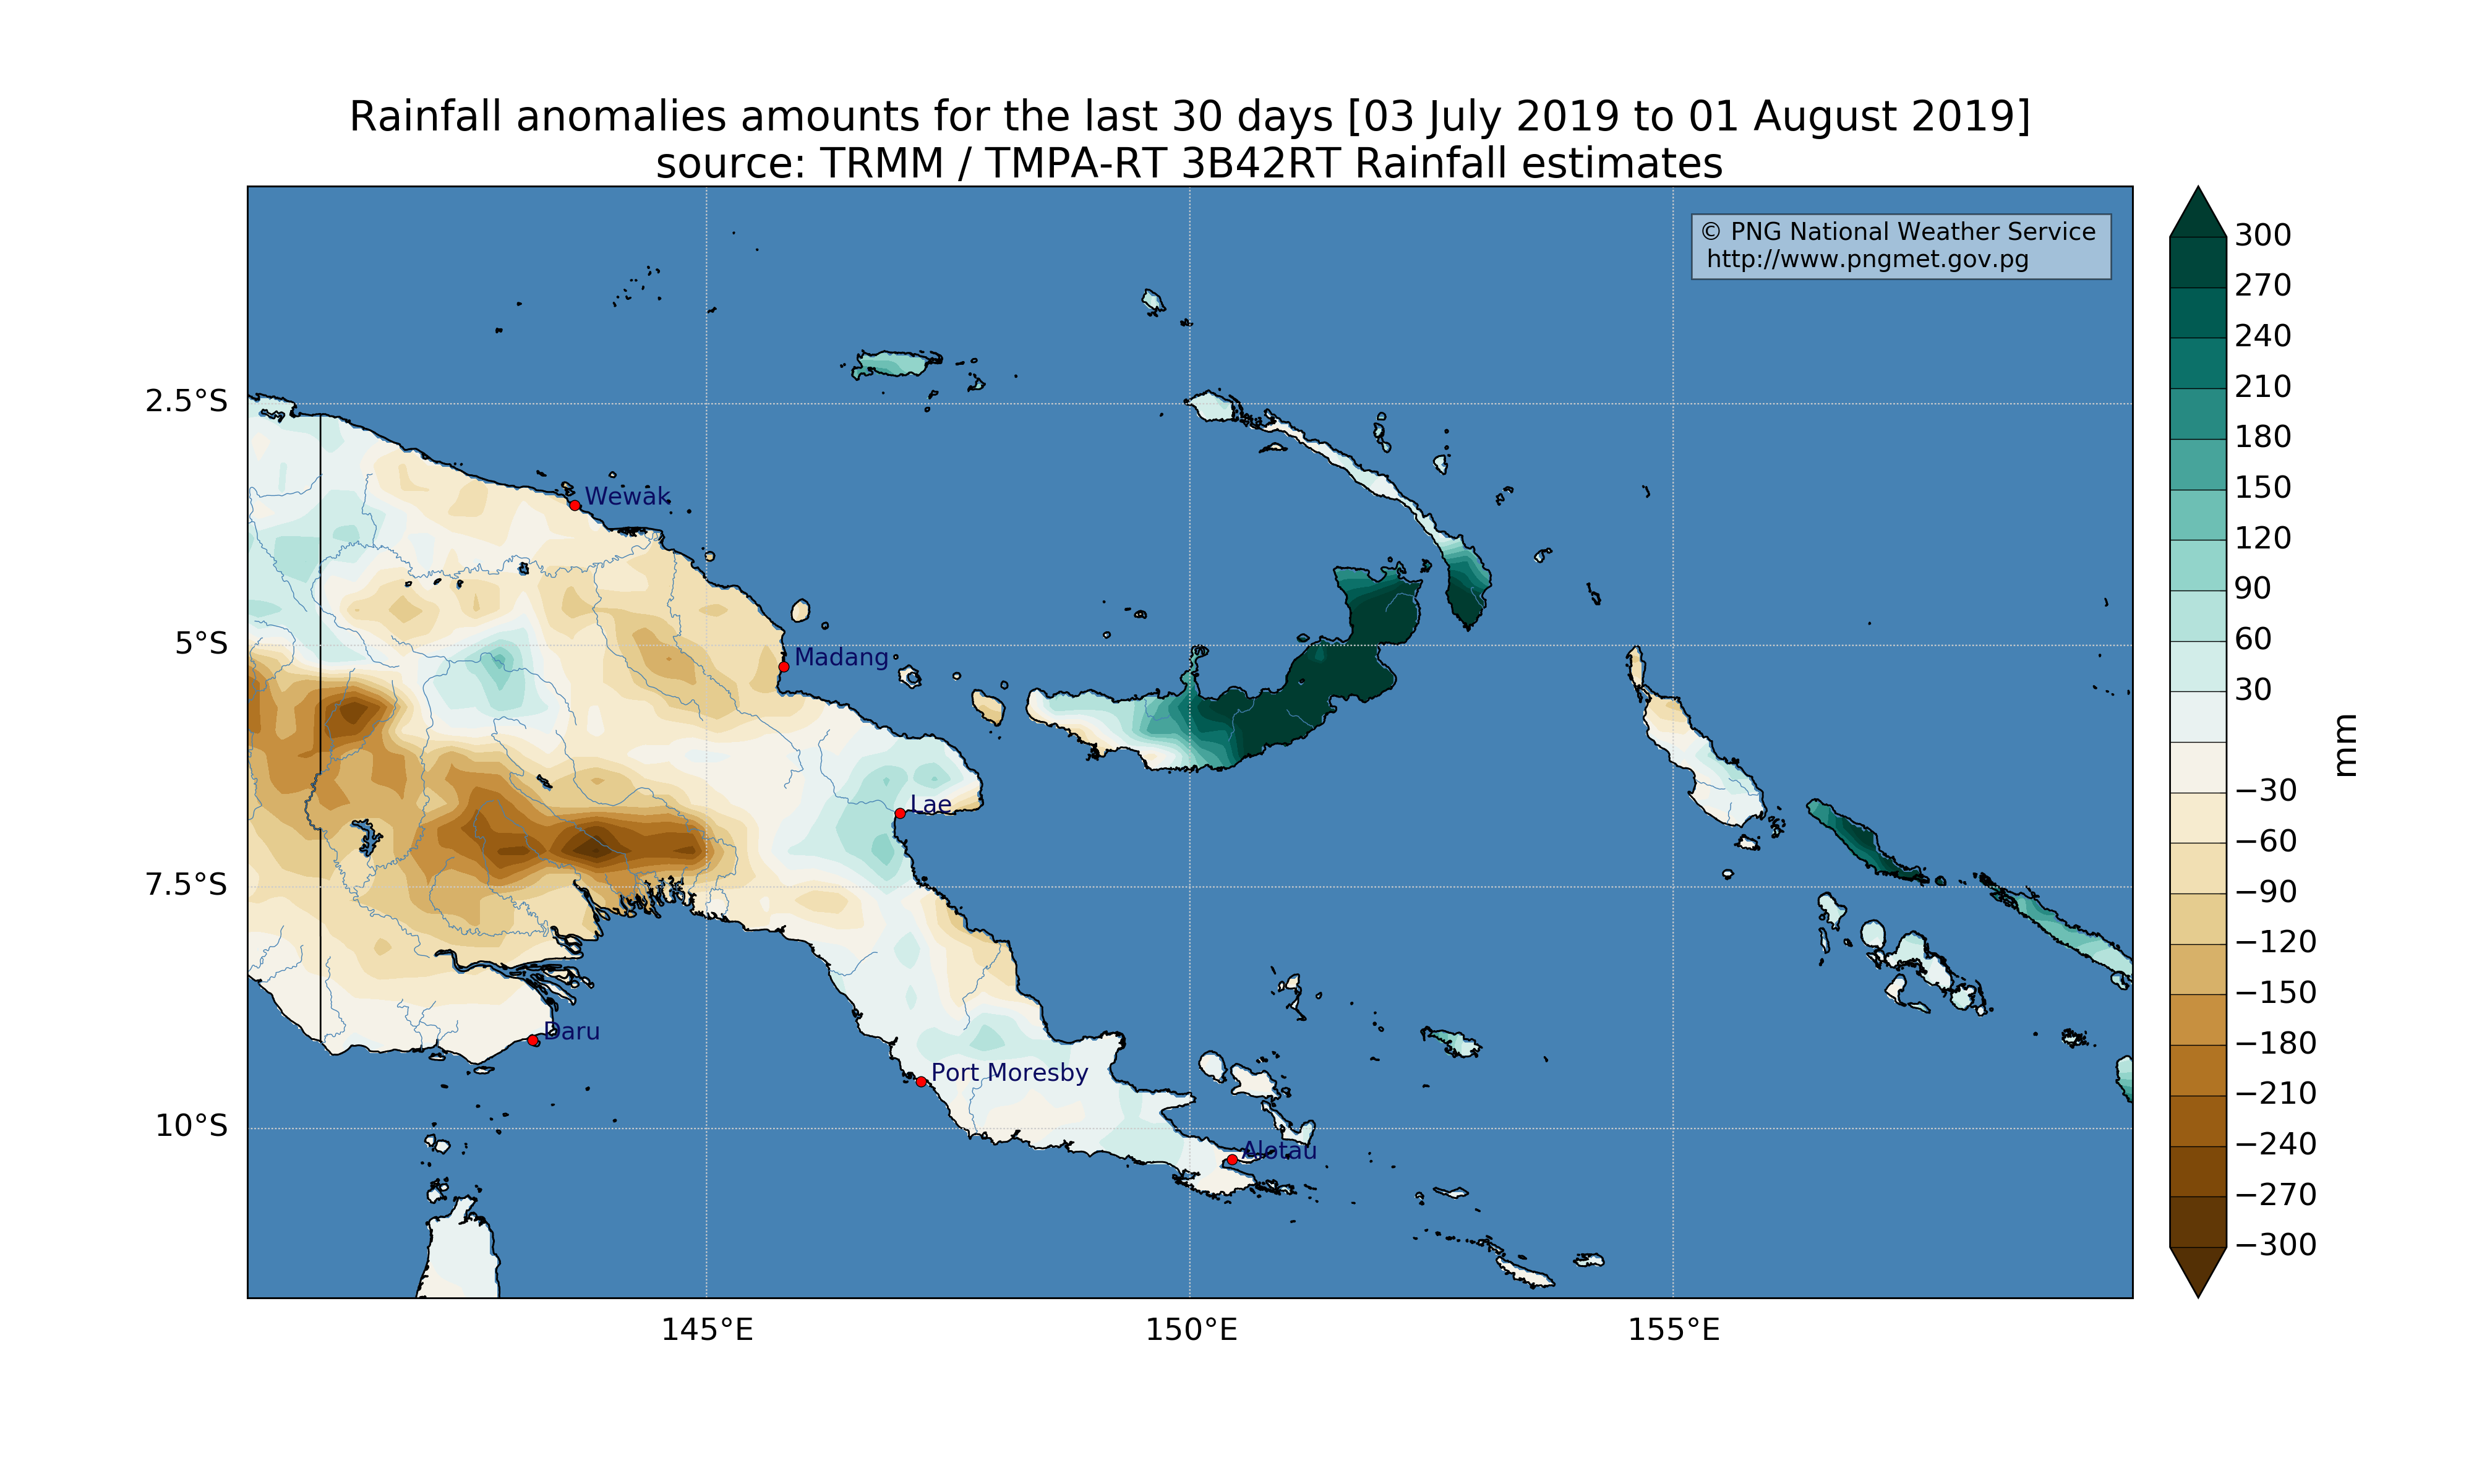 Rainfall anomalies amounts for the last 30 days [03 July 2019 to 01 August 2019]
source: TRMM / TMPA-RT 3B42RT Rainfall estimates
© PNG National Weather Service
http://www.pngmet.gov.pg
2.5°S
5°S
7.5°S
10°S
Wewak
Madang
Lae
Daru
Port Moresby
Alotau
145°E
150°E
155°E
300
270
240
210
180
150
120
90
60
30
−30
−60
−90
−120
−150
−180
−210
−240
−270
−300
mm